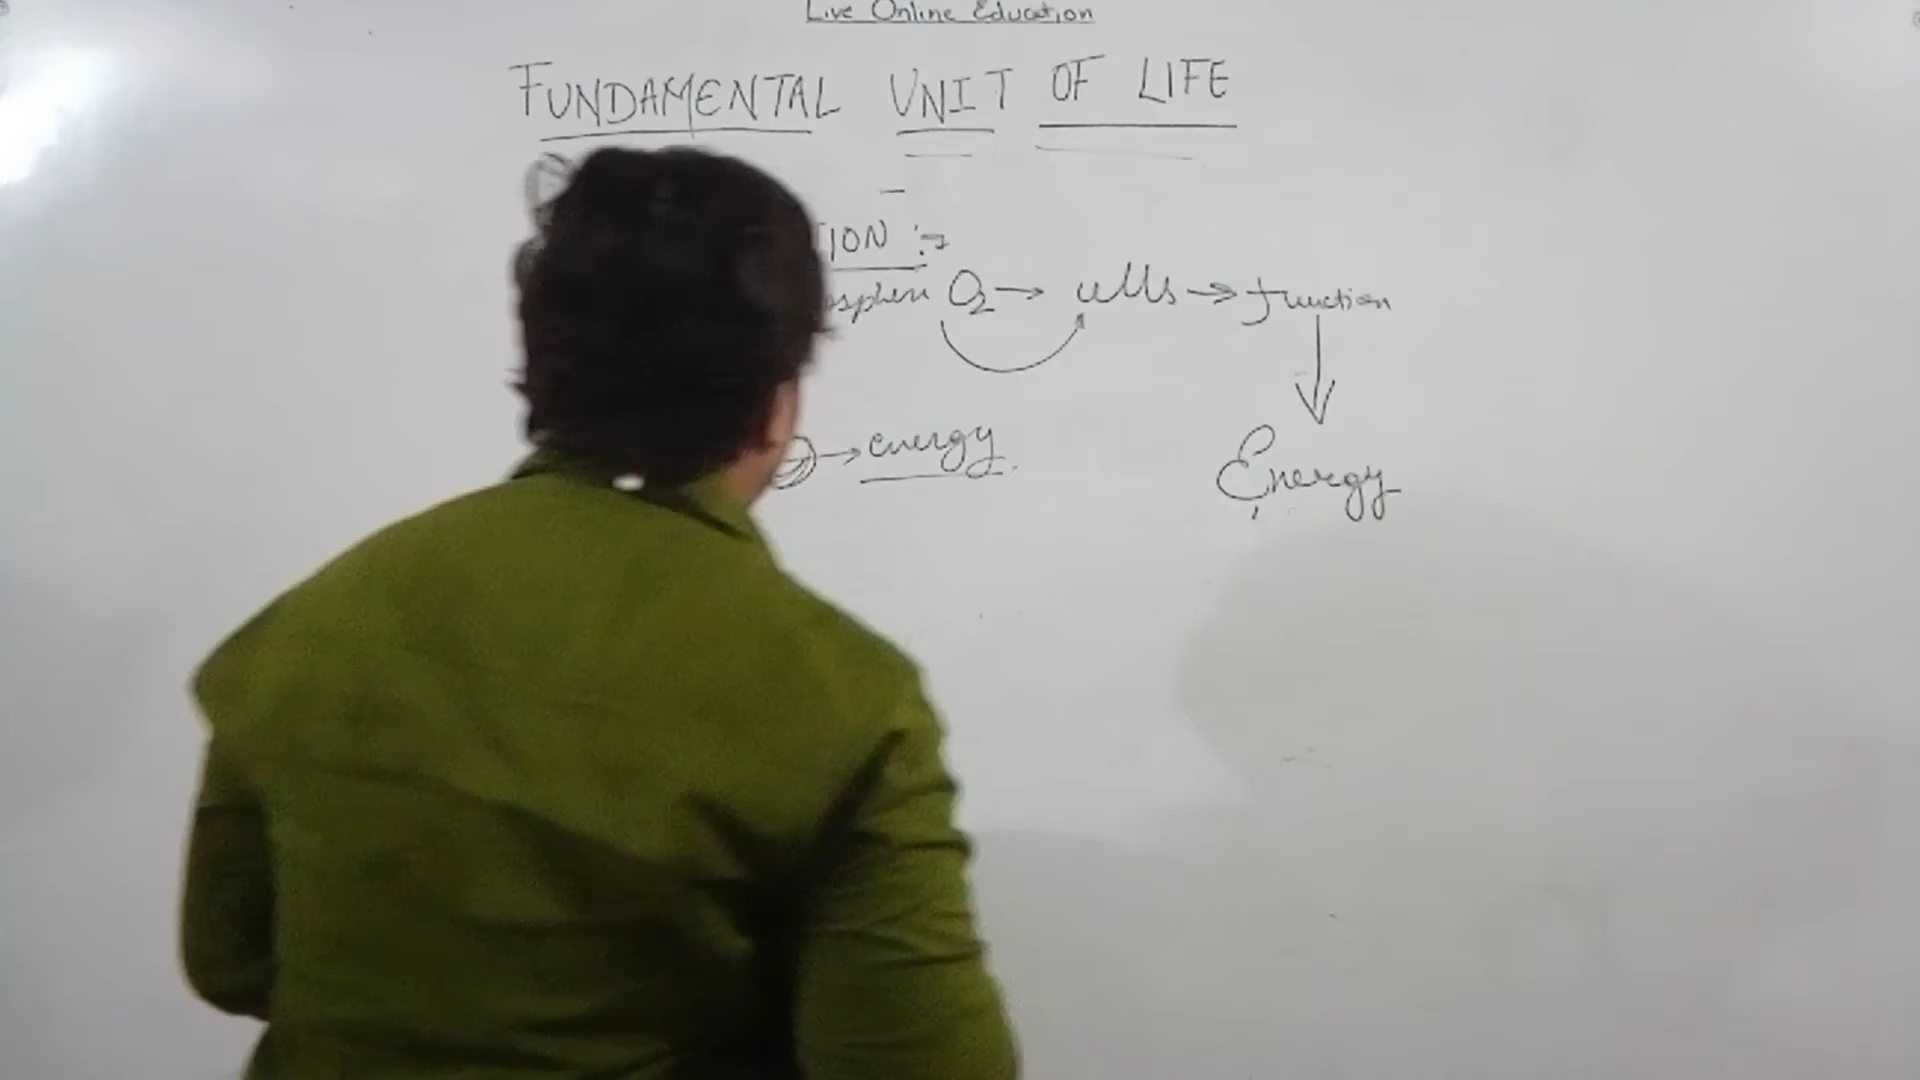 Live Online Education
FUNDAMENTAL UNIT OF LIFE
TION :→
osphere O2 → cells → function
→ energy
Energy